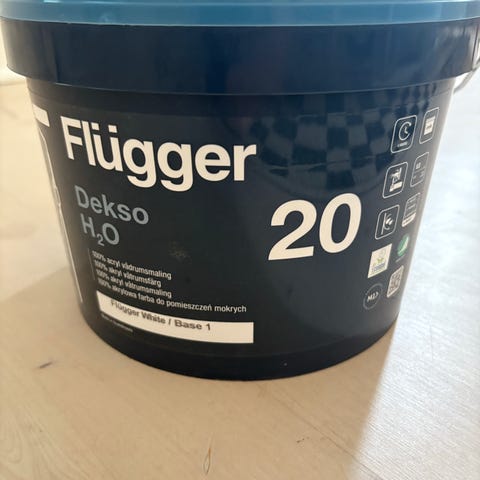 Flügger
Dekso
H₂O
20
100% acryl vådrumsmaling
100% akryl våtrumsfärg
100% akryl våtrumsmaling
100% akrylowa farba do pomieszczeń mokrych
Flügger White / Base 1